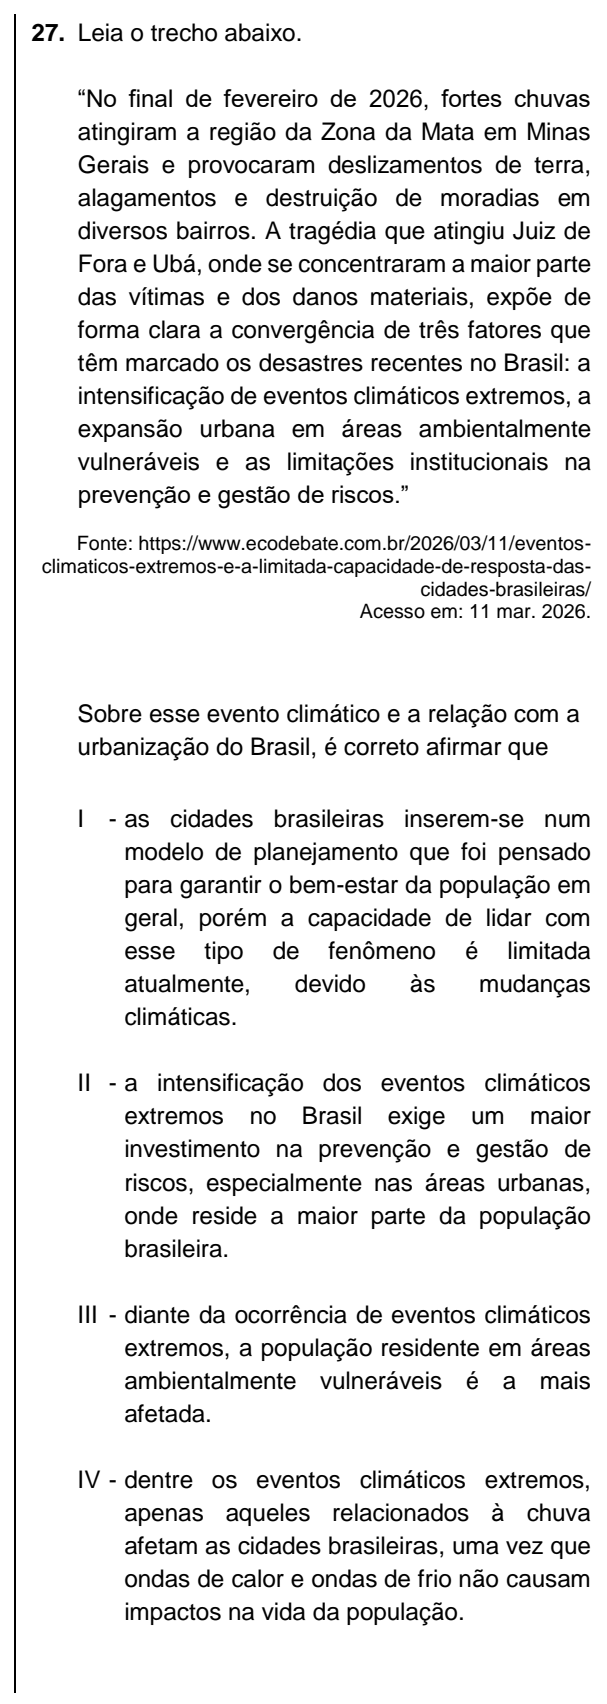 27. Leia o trecho abaixo.
“No final de fevereiro de 2026, fortes chuvas
atingiram a região da Zona da Mata em Minas
Gerais e provocaram deslizamentos de terra,
alagamentos e destruição de moradias em
diversos bairros. A tragédia que atingiu Juiz de
Fora e Ubá, onde se concentraram a maior parte
das vítimas e dos danos materiais, expõe de
forma clara a convergência de três fatores que
têm marcado os desastres recentes no Brasil: a
intensificação de eventos climáticos extremos, a
expansão urbana em áreas ambientalmente
vulneráveis e as limitações institucionais na
prevenção e gestão de riscos.”
Fonte: https://www.ecodebate.com.br/2026/03/11/eventos-
climaticos-extremos-e-a-limitada-capacidade-de-resposta-das-
cidades-brasileiras/
Acesso em: 11 mar. 2026.
Sobre esse evento climático e a relação com a
urbanização do Brasil, é correto afirmar que
I - as cidades brasileiras inserem-se num
modelo de planejamento que foi pensado
para garantir o bem-estar da população em
geral, porém a capacidade de lidar com
esse tipo de fenômeno é limitada
atualmente, devido às mudanças
climáticas.
II - a intensificação dos eventos climáticos
extremos no Brasil exige um maior
investimento na prevenção e gestão de
riscos, especialmente nas áreas urbanas,
onde reside a maior parte da população
brasileira.
III - diante da ocorrência de eventos climáticos
extremos, a população residente em áreas
ambientalmente vulneráveis é a mais
afetada.
IV - dentre os eventos climáticos extremos,
apenas aqueles relacionados à chuva
afetam as cidades brasileiras, uma vez que
ondas de calor e ondas de frio não causam
impactos na vida da população.